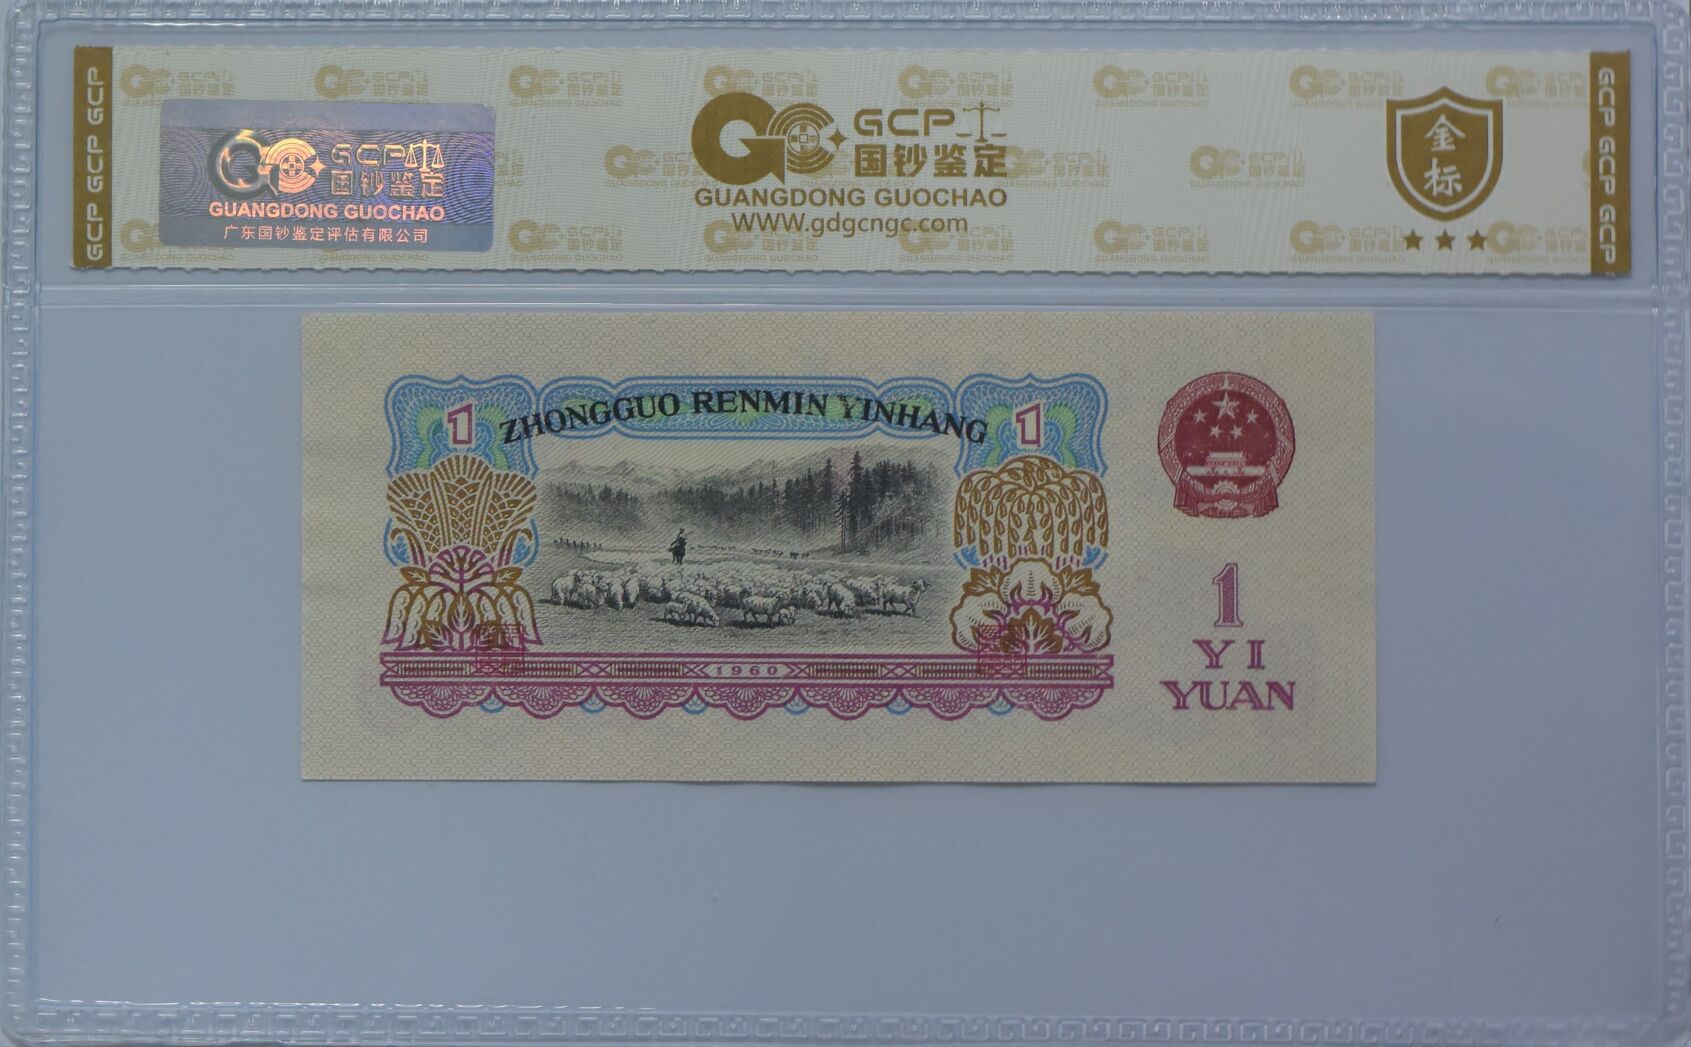 GCP GCP GCP
GCP
国钞鉴定
GUANGDONG GUOCHAO
广东国钞鉴定评估有限公司
GCP
国钞鉴定
GUANGDONG GUOCHAO
WWW.gdgcngc.com
金
标
GCP GCP GCP
ZHONGGUO RENMIN YINHANG
1
1
1960
1
YI
YUAN